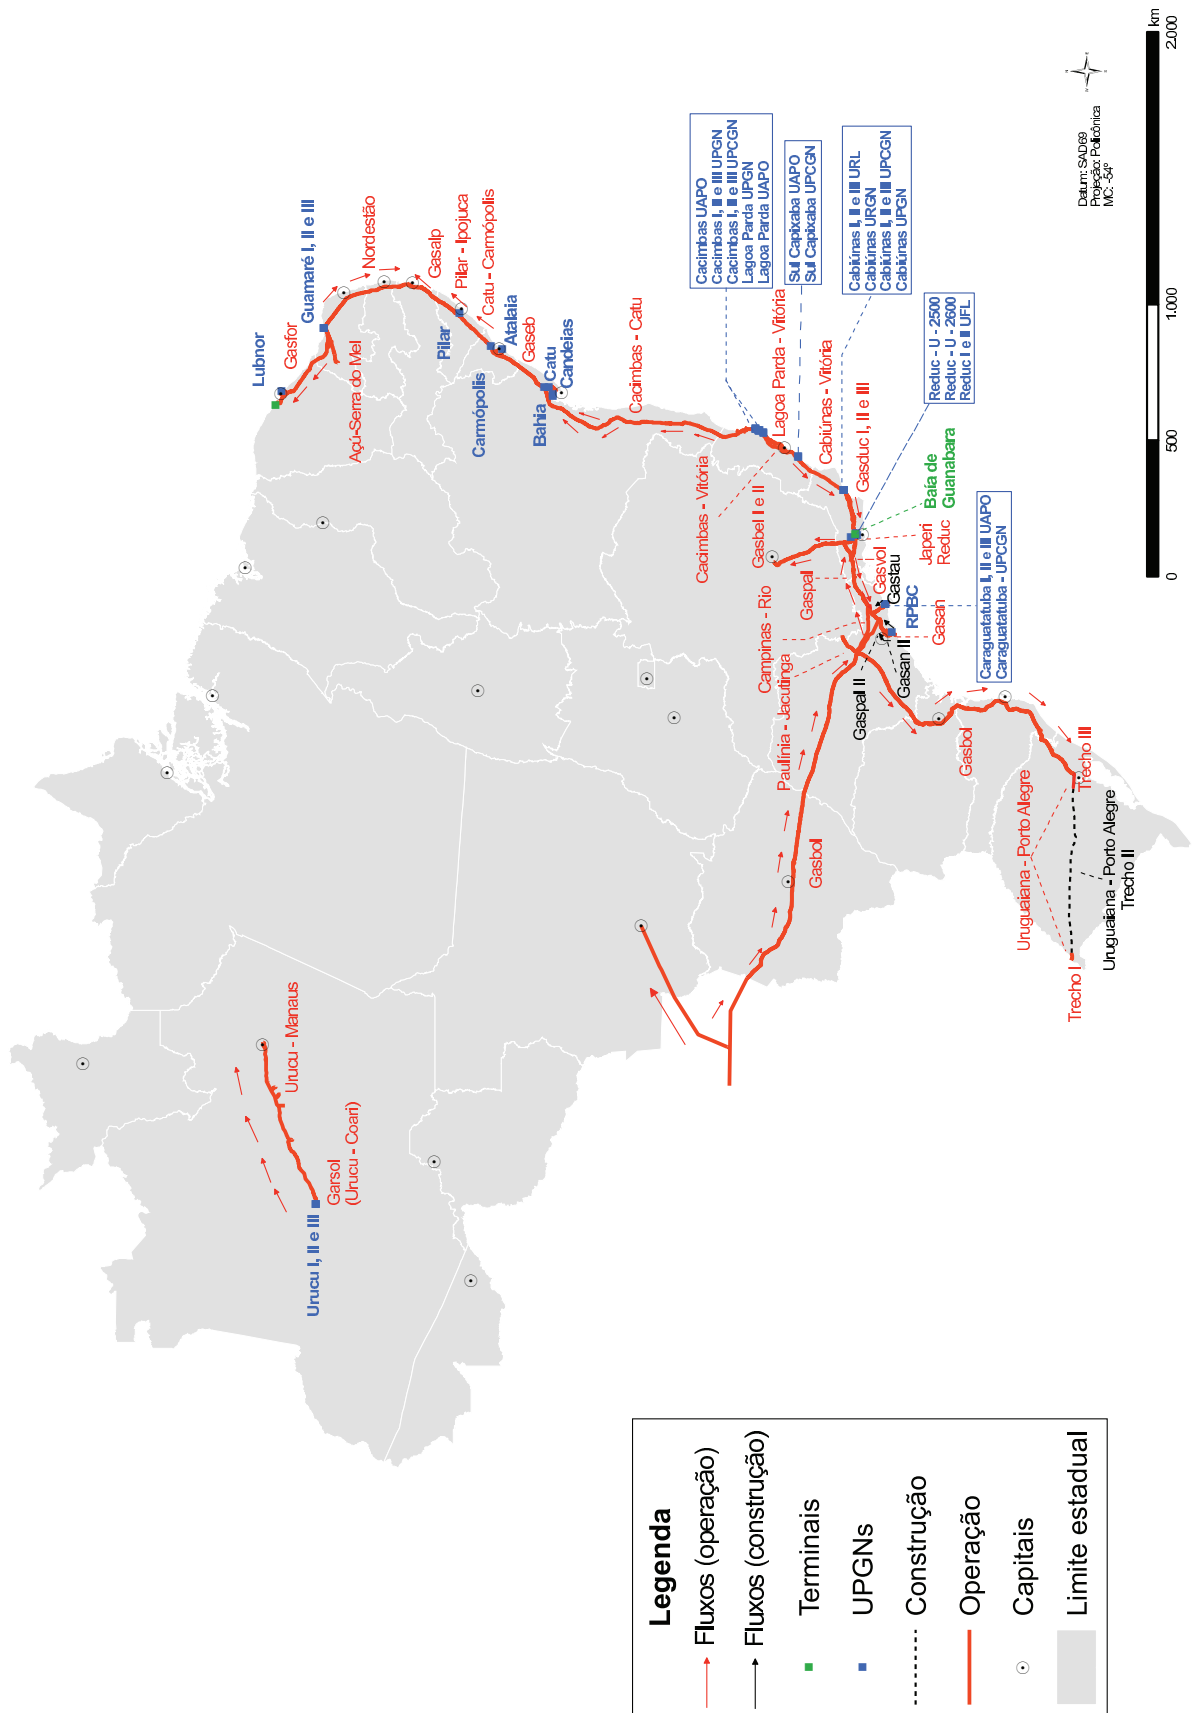 Lubnor
Gasfor
Guamaré I, II e III
Nordestão
Açú-Serra do Mel
Gasalp
Pilar - Ipojuca
Pilar
Catu - Carmópolis
Carmópolis
Atalaia
Gaseb
Catu
Candeias
Bahia
Cacimbas - Catu
Urucu I, II e III
Garsol
(Urucu - Coari)
Urucu - Manaus
Cacimbas UAPO
Cacimbas I, II e III UPGN
Cacimbas I, II e III UPCGN
Lagoa Parda UPGN
Lagoa Parda UAPO
Sul Capixaba UAPO
Sul Capixaba UPCGN
Cabiúnas I, II e III URL
Cabiúnas URGN
Cabiúnas I, II e III UPCGN
Cabiúnas UPGN
Reduc - U - 2500
Reduc - U - 2600
Reduc I e II UFL
Lagoa Parda - Vitória
Cacimbas - Vitória
Cabiúnas - Vitória
Gasduc I, II e III
Gasbel I e II
Baía de
Guanabara
Japeri
Reduc
Gasvol
Gaspal
Gastau
Campinas - Rio
RPBC
Gasan
Caraguatatuba I, II e III UAPO
Caraguatatuba - UPCGN
Paulínia - Jacutinga
Gaspal II
Gasan II
Gasbol
Gasbol
Uruguaiana - Porto Alegre
Trecho I
Trecho III
Uruguaiana - Porto Alegre
Trecho II
Datum: SAD69
Projeção: Policônica
MC: -54º
0
500
1.000
2.000
km
Legenda
Fluxos (operação)
Fluxos (construção)
Terminais
UPGNs
Construção
Operação
Capitais
Limite estadual